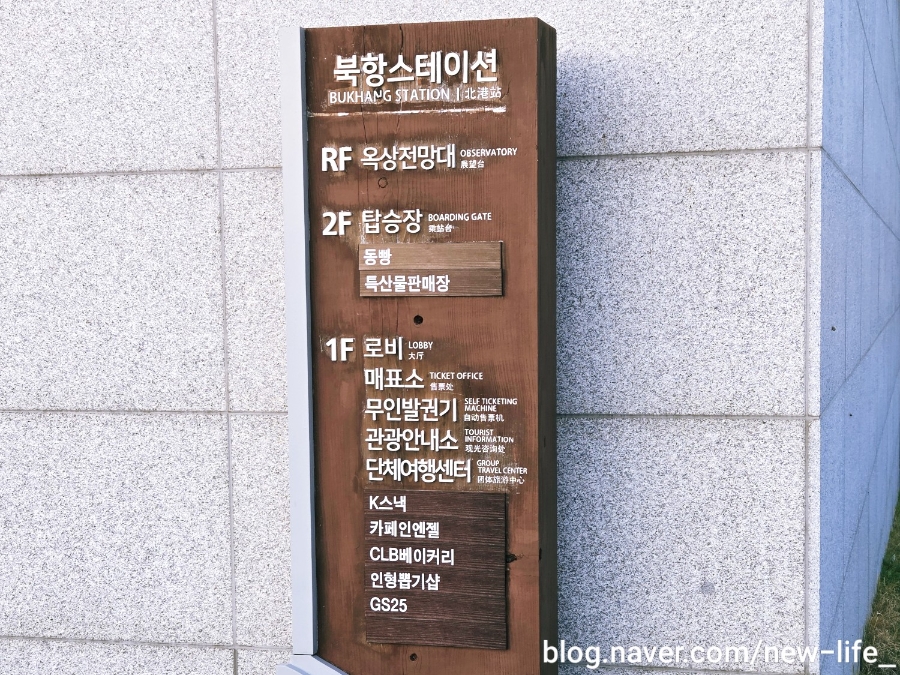 북항스테이션
BUKHANG STATION | 北港站
RF 옥상전망대 OBSERVATORY
展望台
2F 탑승장 BOARDING GATE
乘站台
동빵
특산물판매장
1F 로비 LOBBY
大厅
매표소 TICKET OFFICE
售票处
무인발권기 SELF TICKETING
MACHINE
自动售票机
관광안내소 TOURIST
INFORMATION
观光咨询处
단체여행센터 GROUP
TRAVEL CENTER
团体旅游中心
K스낵
카페인엔젤
CLB베이커리
인형뽑기샵
GS25
blog.naver.com/new-life_